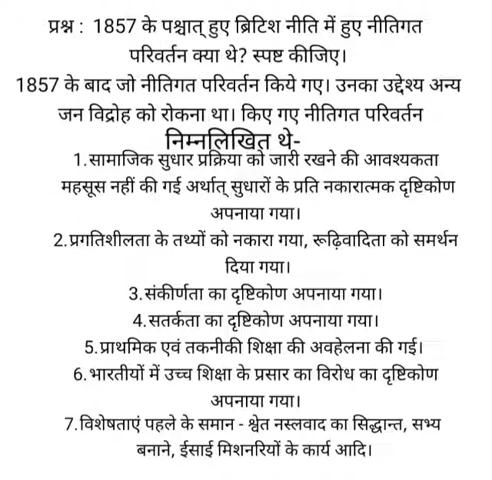 प्रश्न : 1857 के पश्चात् हुए ब्रिटिश नीति में हुए नीतिगत
परिवर्तन क्या थे? स्पष्ट कीजिए।
1857 के बाद जो नीतिगत परिवर्तन किये गए। उनका उद्देश्य अन्य
जन विद्रोह को रोकना था। किए गए नीतिगत परिवर्तन
निम्नलिखित थे-
1.सामाजिक सुधार प्रक्रिया को जारी रखने की आवश्यकता
महसूस नहीं की गई अर्थात् सुधारों के प्रति नकारात्मक दृष्टिकोण
अपनाया गया।
2.प्रगतिशीलता के तथ्यों को नकारा गया, रूढ़िवादिता को समर्थन
दिया गया।
3.संकीर्णता का दृष्टिकोण अपनाया गया।
4.सतर्कता का दृष्टिकोण अपनाया गया।
5.प्राथमिक एवं तकनीकी शिक्षा की अवहेलना की गई।
6.भारतीयों में उच्च शिक्षा के प्रसार का विरोध का दृष्टिकोण
अपनाया गया।
7.विशेषताएं पहले के समान - श्वेत नस्लवाद का सिद्धान्त, सभ्य
बनाने, ईसाई मिशनरियों के कार्य आदि।